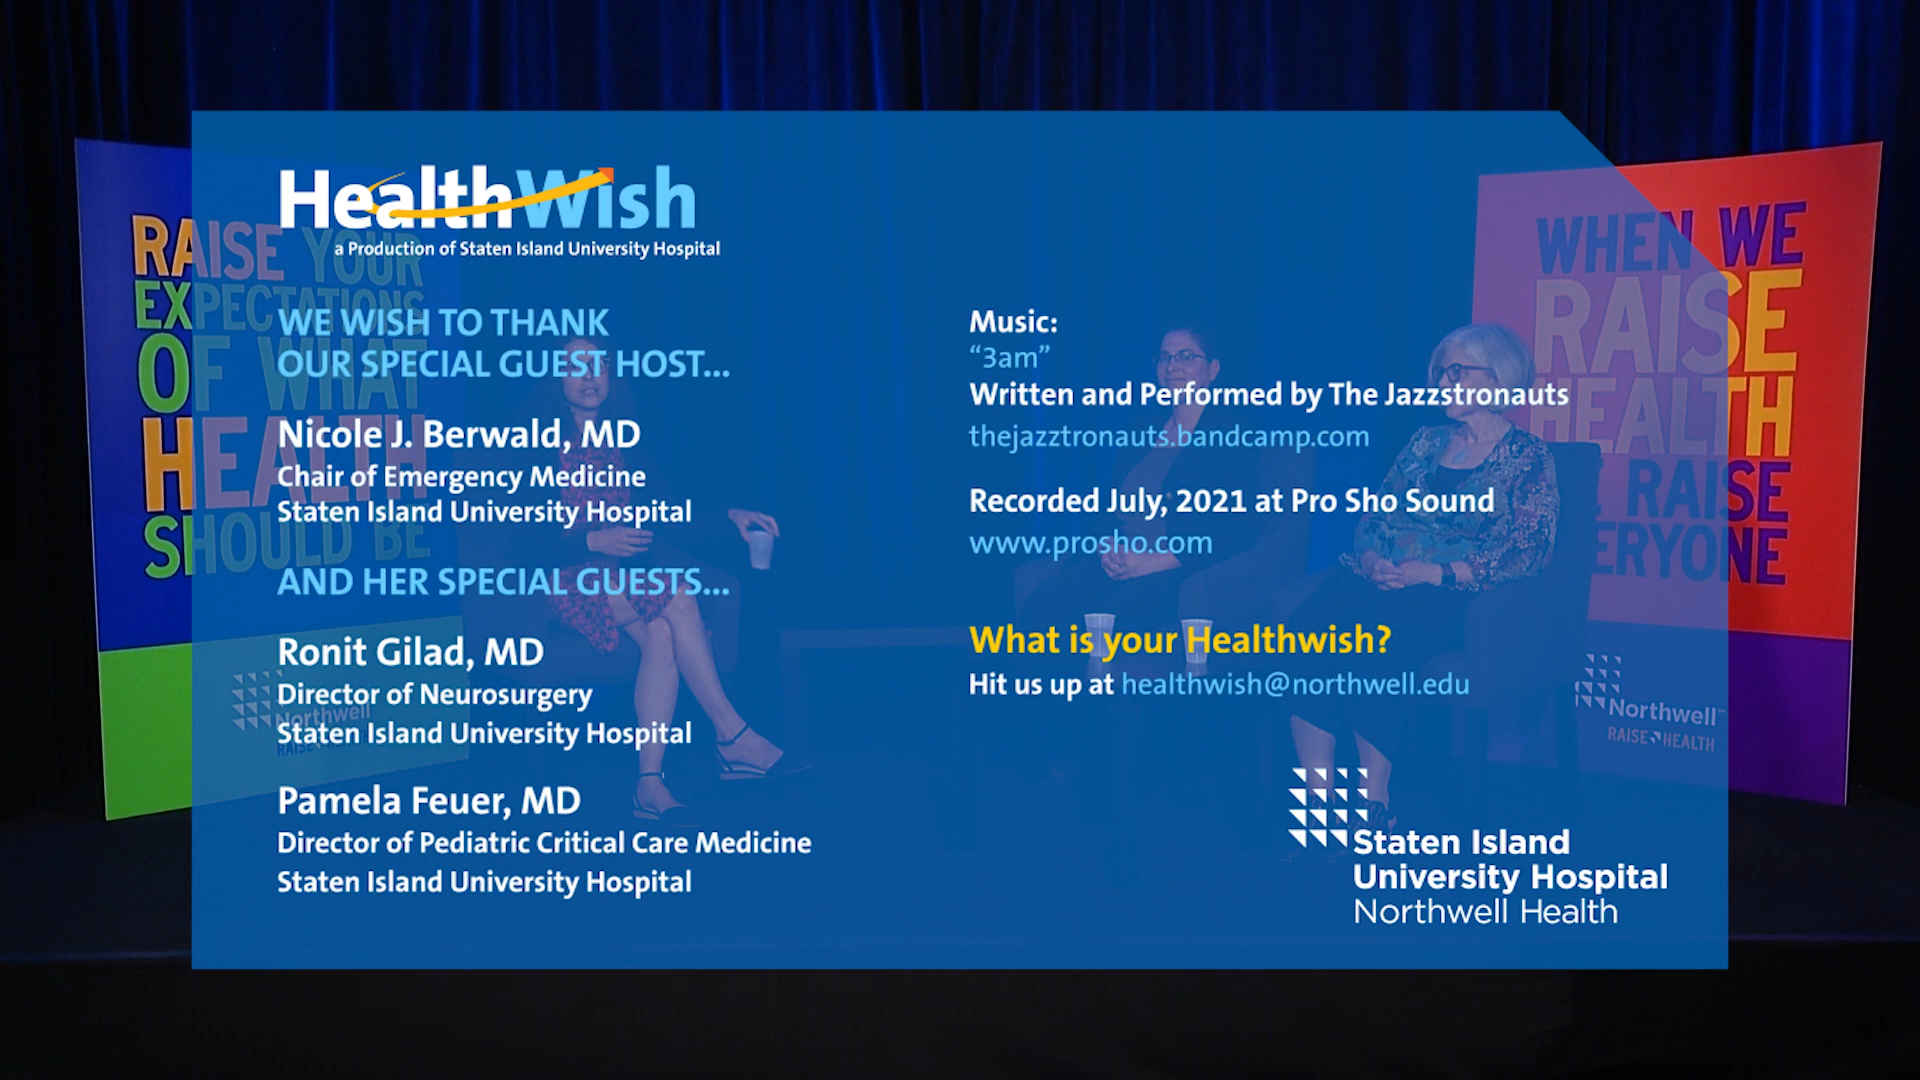 HealthWish
a Production of Staten Island University Hospital
WE WISH TO THANK
OUR SPECIAL GUEST HOST...
Nicole J. Berwald, MD
Chair of Emergency Medicine
Staten Island University Hospital
AND HER SPECIAL GUESTS...
Ronit Gilad, MD
Director of Neurosurgery
Staten Island University Hospital
Pamela Feuer, MD
Director of Pediatric Critical Care Medicine
Staten Island University Hospital
Music:
“3am”
Written and Performed by The Jazzstronauts
thejazztronauts.bandcamp.com
Recorded July, 2021 at Pro Sho Sound
www.prosho.com
What is your Healthwish?
Hit us up at healthwish@northwell.edu
Staten Island
University Hospital
Northwell Health
RAISE YOUR
EXPECTATIONS
OF WHAT
HEALTH
SHOULD BE
Northwell
WHEN WE
RAISE
HEALTH
RAISE
Northwell
RAISE HEALTH